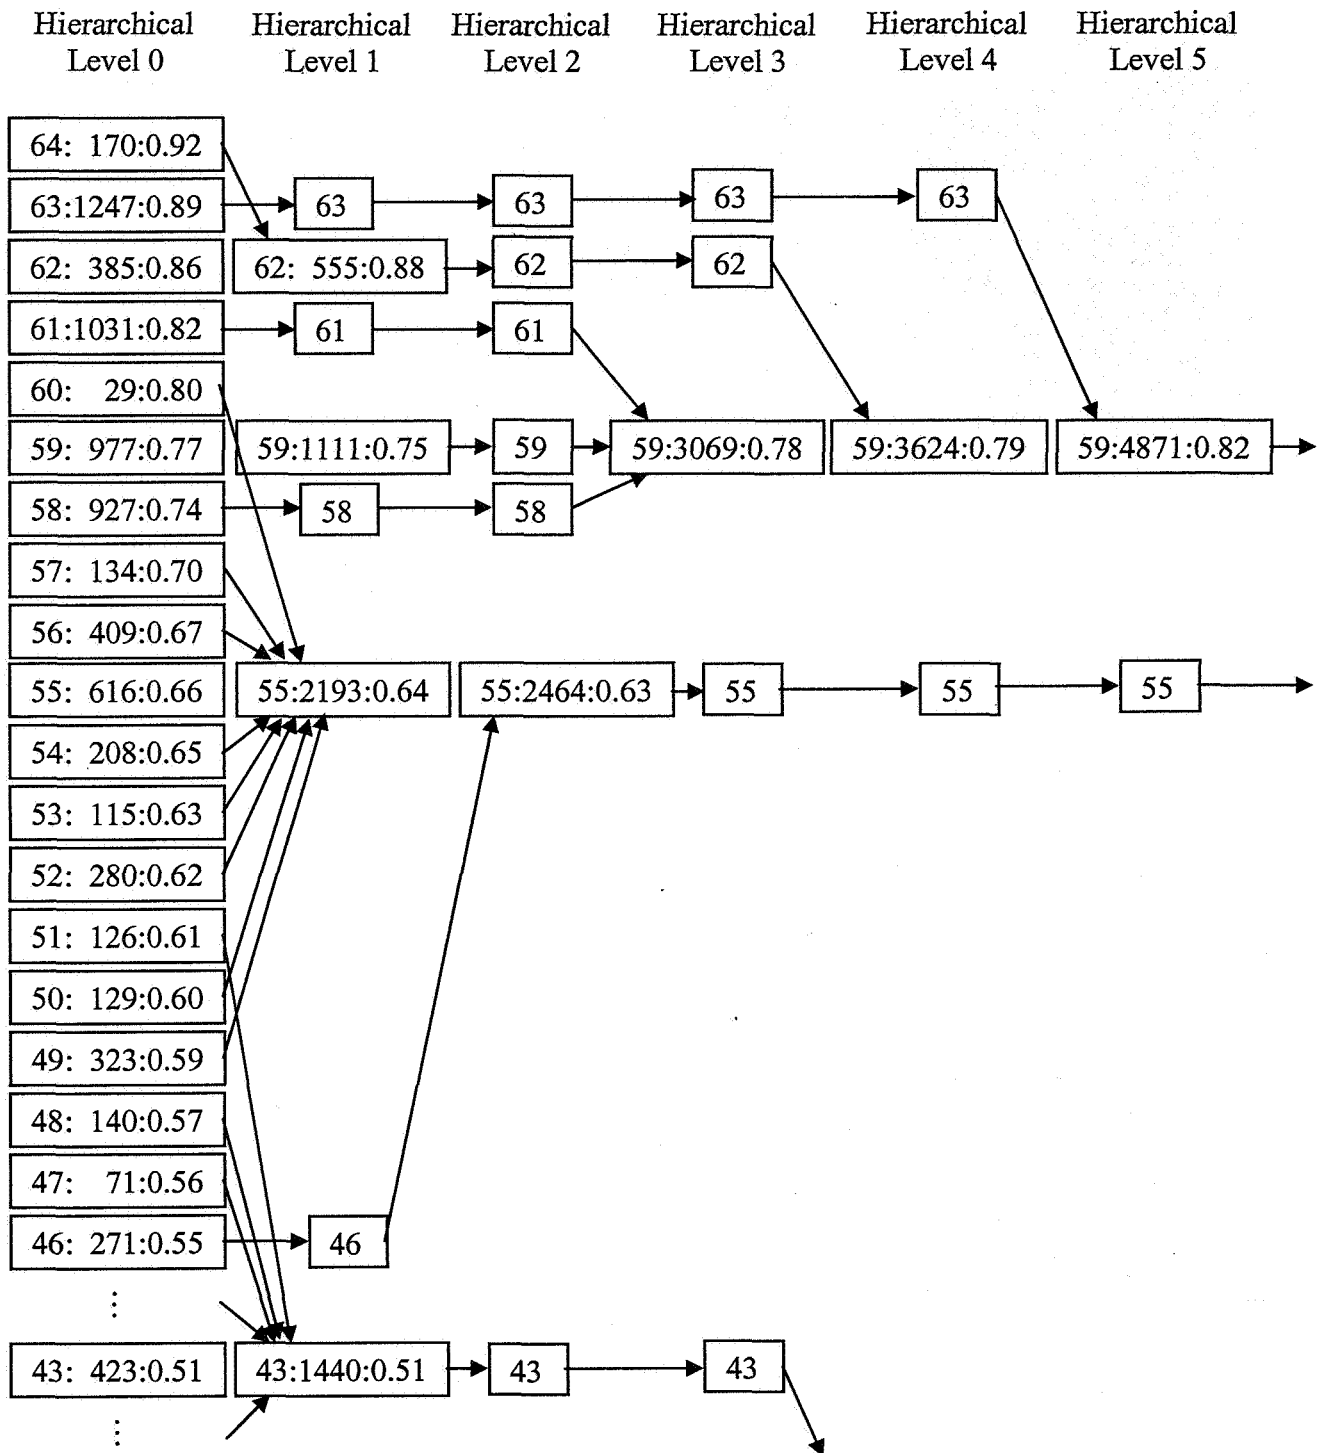 Hierarchical Level 0
Hierarchical Level 1
Hierarchical Level 2
Hierarchical Level 3
Hierarchical Level 4
Hierarchical Level 5
64: 170:0.92
63:1247:0.89 63 63 63 63
62: 385:0.86 62: 555:0.88 62 62
61:1031:0.82 61 61
60: 29:0.80
59: 977:0.77 59:1111:0.75 59 59:3069:0.78 59:3624:0.79 59:4871:0.82
58: 927:0.74 58 58
57: 134:0.70
56: 409:0.67
55: 616:0.66 55:2193:0.64 55:2464:0.63 55 55 55
54: 208:0.65
53: 115:0.63
52: 280:0.62
51: 126:0.61
50: 129:0.60
49: 323:0.59
48: 140:0.57
47: 71:0.56
46: 271:0.55 46
⋮
43: 423:0.51 43:1440:0.51 43 43
⋮